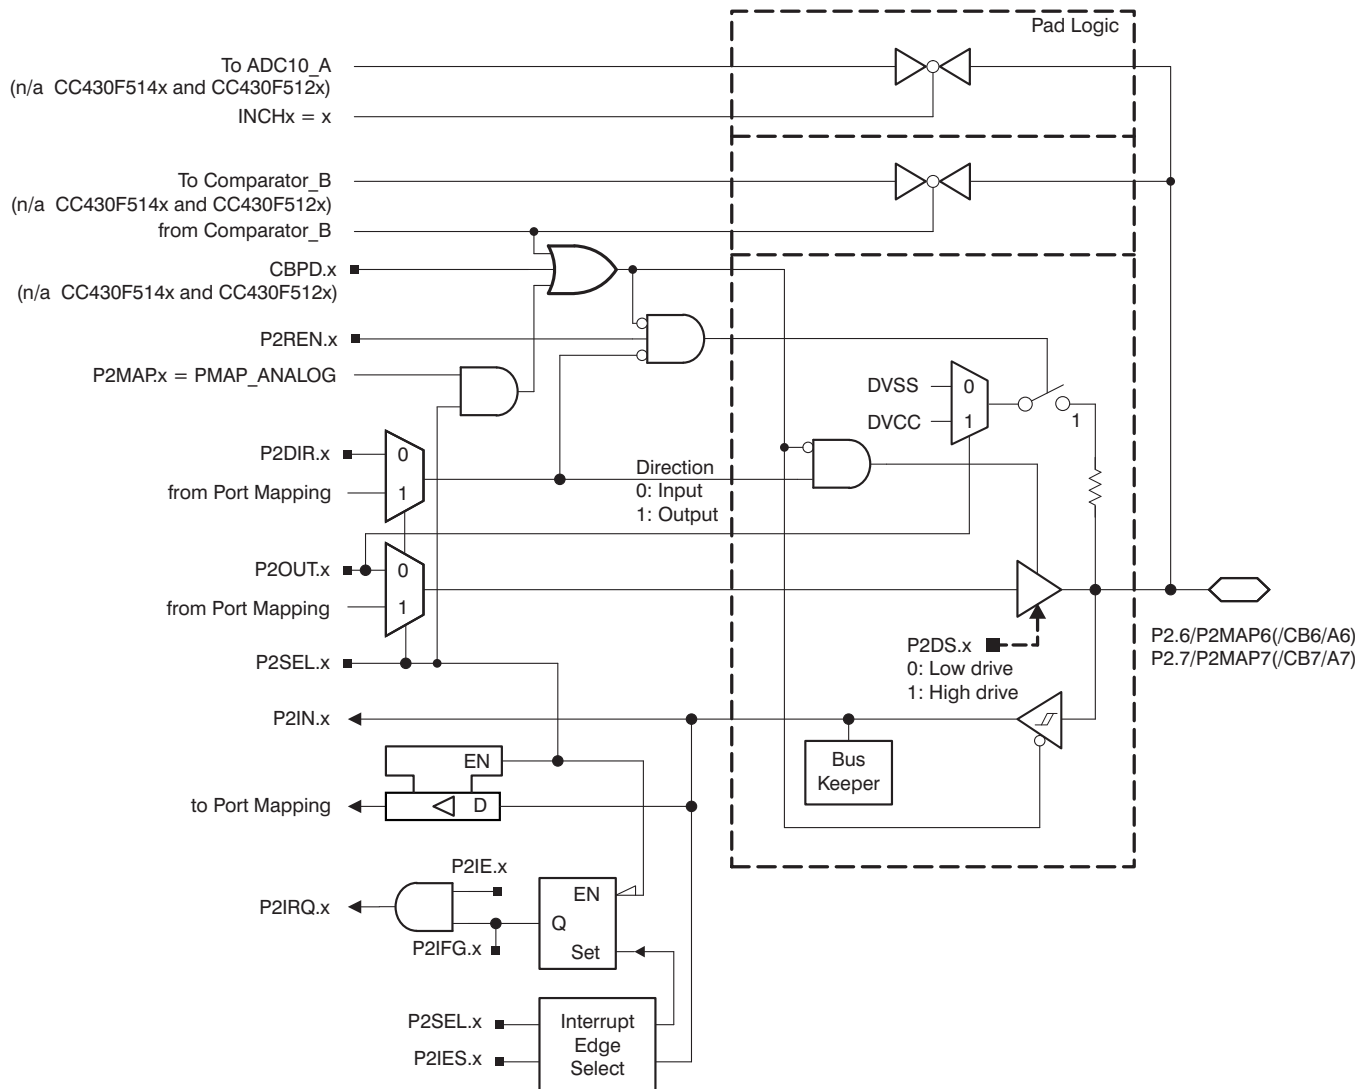 Pad Logic
To ADC10_A
(n/a CC430F514x and CC430F512x)
INCHx = x
To Comparator_B
(n/a CC430F514x and CC430F512x)
from Comparator_B
CBPD.x
(n/a CC430F514x and CC430F512x)
P2REN.x
P2MAP.x = PMAP_ANALOG
DVSS
0
DVCC
1
1
P2DIR.x
0
from Port Mapping
1
Direction
0: Input
1: Output
P2OUT.x
0
from Port Mapping
1
P2SEL.x
P2DS.x
0: Low drive
1: High drive
P2.6/P2MAP6(/CB6/A6)
P2.7/P2MAP7(/CB7/A7)
P2IN.x
Bus
Keeper
EN
to Port Mapping
D
P2IE.x
P2IRQ.x
EN
Q
P2IFG.x
Set
P2SEL.x
P2IES.x
Interrupt
Edge
Select